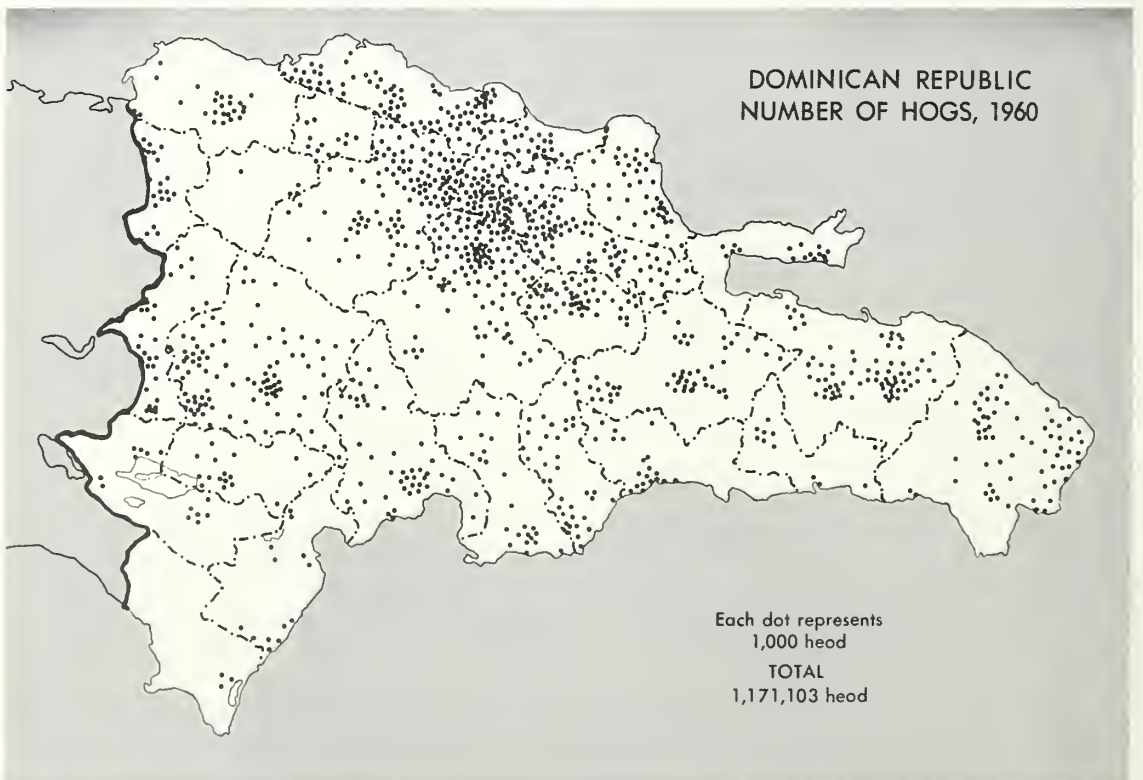 DOMINICAN REPUBLIC
NUMBER OF HOGS, 1960
Each dot represents
1,000 heod
TOTAL
1,171,103 heod